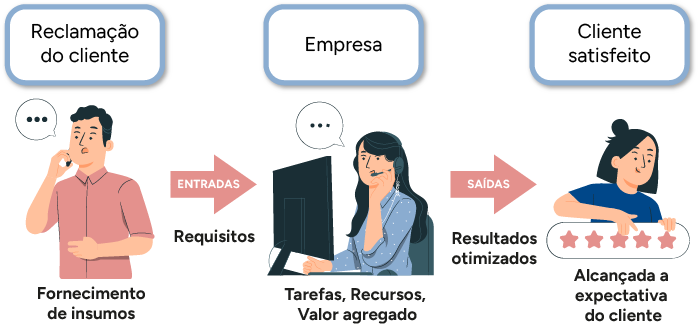 Reclamação
do cliente
Empresa
Cliente
satisfeito
ENTRADAS
SAÍDAS
Requisitos
Resultados
otimizados
Fornecimento
de insumos
Tarefas, Recursos,
Valor agregado
Alcançada a
expectativa
do cliente